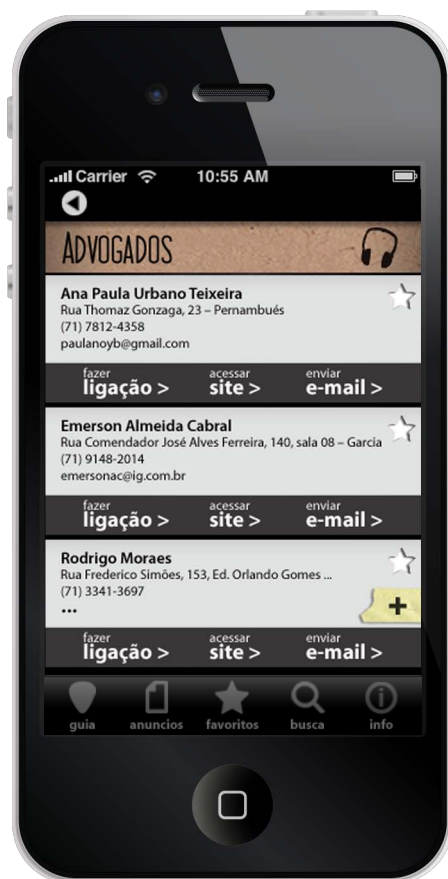 Carrier 10:55 AM
ADVOGADOS
Ana Paula Urbano Teixeira
Rua Thomaz Gonzaga, 23 – Pernambués
(71) 7812-4358
paulanoyb@gmail.com
fazer acessar enviar
ligação > site > e-mail >
Emerson Almeida Cabral
Rua Comendador José Alves Ferreira, 140, sala 08 – Garcia
(71) 9148-2014
emersonac@ig.com.br
fazer acessar enviar
ligação > site > e-mail >
Rodrigo Moraes
Rua Frederico Simões, 153, Ed. Orlando Gomes ...
(71) 3341-3697
...
+
fazer acessar enviar
ligação > site > e-mail >
guia anuncios favoritos busca info